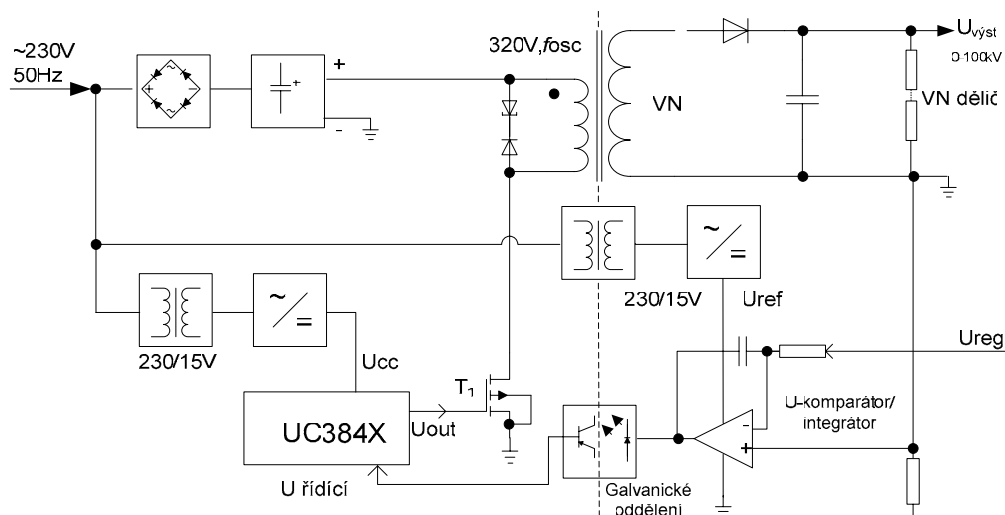 ~230V
50Hz
+
-
320V,fosc
VN
Uvýst
0-100kV
VN dělič
230/15V
Ucc
230/15V
Uref
Ureg
T1
UC384X
Uout
U řídící
U-komparátor/
integrátor
-
+
Galvanické
oddělení